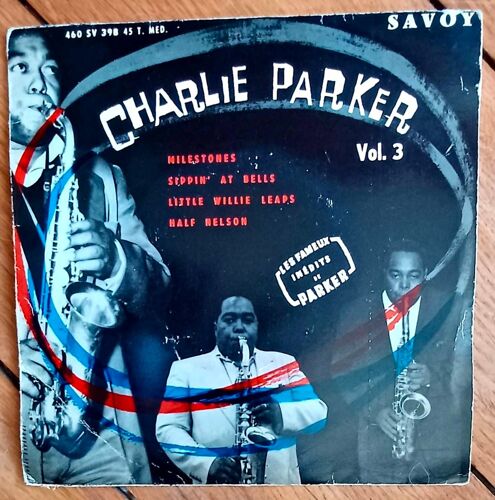 SAVOY
460 SV 398 45 T. MED.
CHARLIE PARKER
Vol. 3
MILESTONES
SIPPIN' AT BELLS
LITTLE WILLIE LEAPS
HALF NELSON
LES FAMEUX
INÉDITS
DE
PARKER